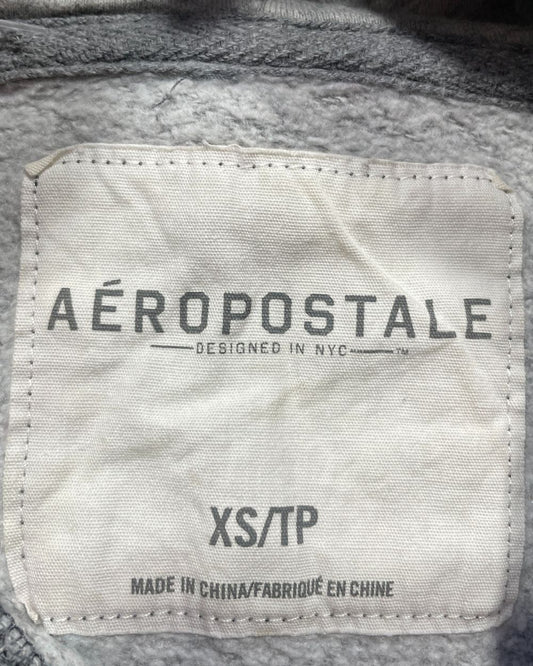 AÉROPOSTALE
DESIGNED IN NYC ™
XS/TP
MADE IN CHINA/FABRIQUÉ EN CHINE